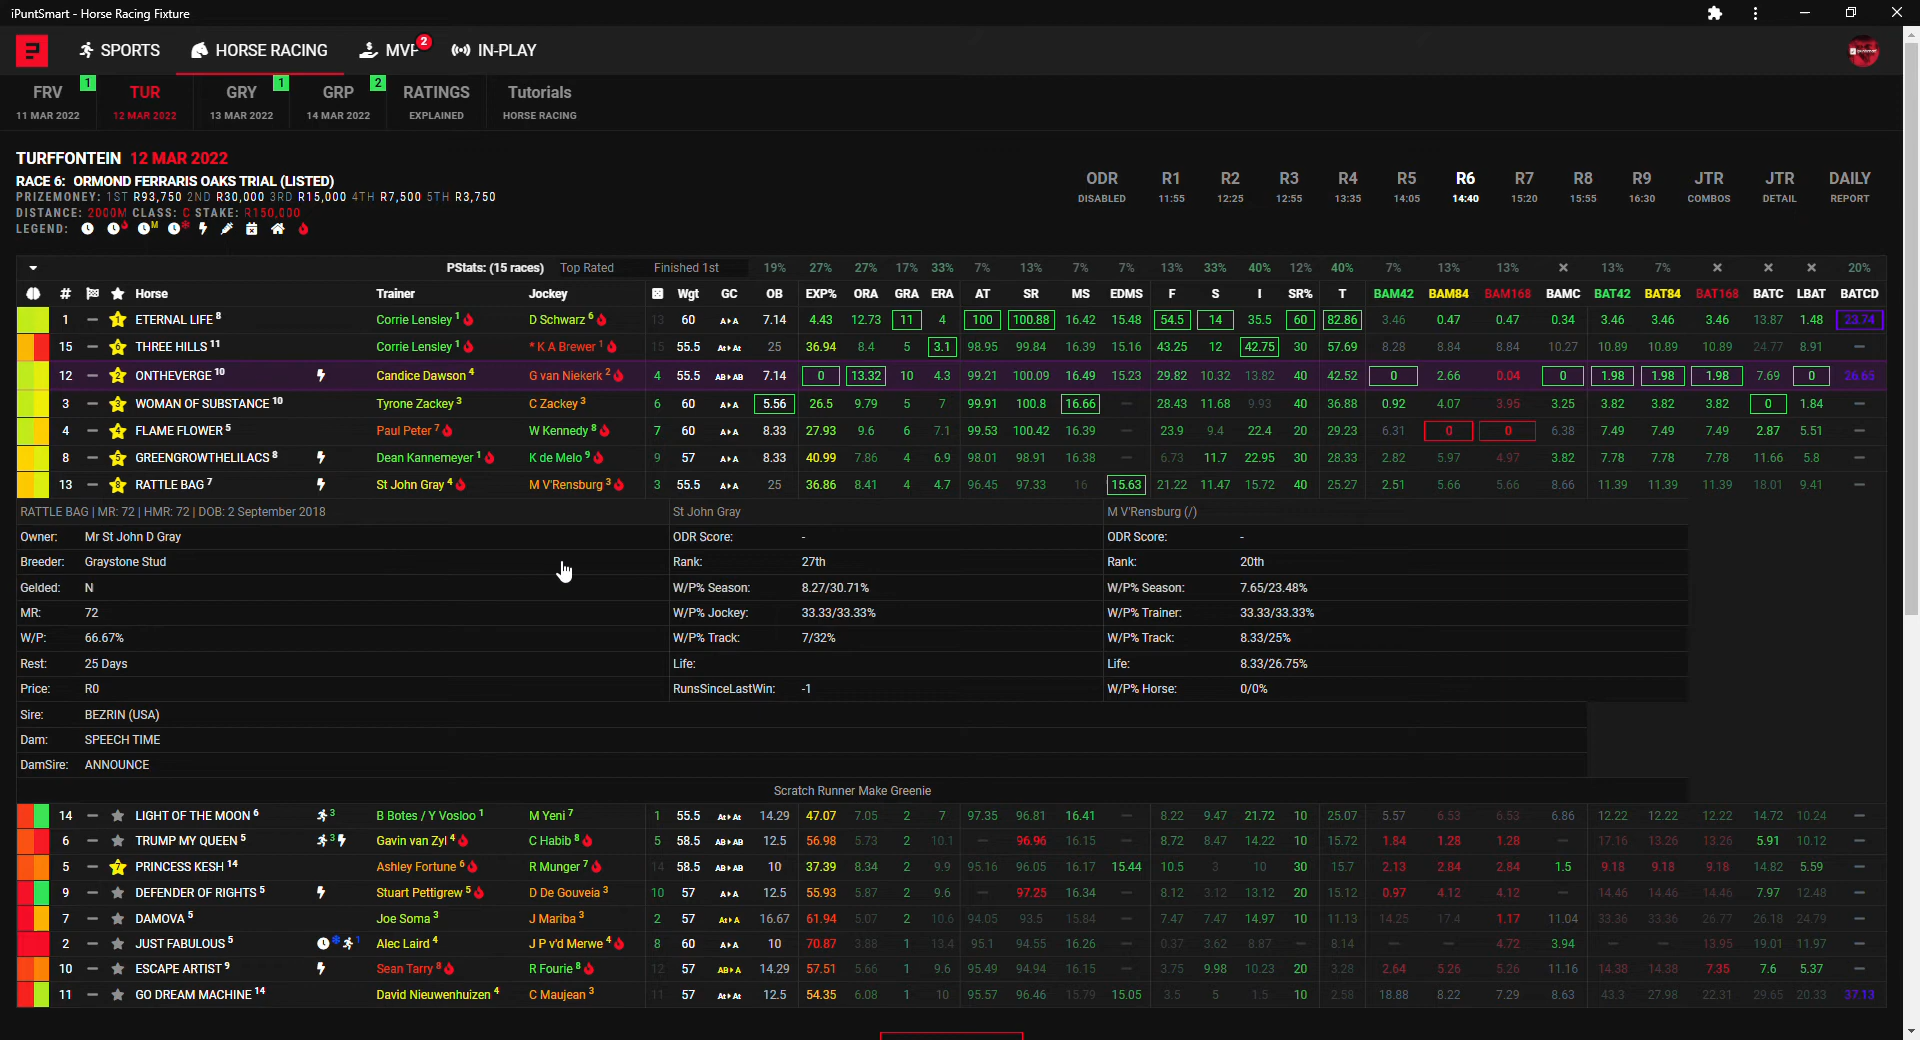 iPuntSmart - Horse Racing Fixture
SPORTS HORSE RACING MVP 2 IN-PLAY
FRV 1 TUR GRY 1 GRP 2 RATINGS Tutorials
11 MAR 2022 12 MAR 2022 13 MAR 2022 14 MAR 2022 EXPLAINED HORSE RACING
TURFFONTEIN 12 MAR 2022
RACE 6: ORMOND FERRARIS OAKS TRIAL (LISTED)
PRIZEMONEY: 1ST R93,750 2ND R30,000 3RD R15,000 4TH R7,500 5TH R3,750
DISTANCE: 2000M CLASS: C STAKE: R150,000
LEGEND: M
ODR R1 R2 R3 R4 R5 R6 R7 R8 R9 JTR JTR DAILY
DISABLED 11:55 12:25 12:55 13:35 14:05 14:40 15:20 15:55 16:30 COMBOS DETAIL REPORT
PStats: (15 races) Top Rated Finished 1st 19% 27% 27% 17% 33% 7% 13% 7% 7% 13% 33% 40% 12% 40% 7% 13% 13% 13% 7% 20%
# Horse Trainer Jockey Wgt GC OB EXP% ORA GRA ERA AT SR MS EDMS F S I SR% T BAM42 BAM84 BAM168 BAMC BAT42 BAT84 BAT168 BATC LBAT BATCD
1 — 1 ETERNAL LIFE 8 Corrie Lensley 1 D Schwarz 6 13 60 A▸A 7.14 4.43 12.73 11 4 100 100.88 16.42 15.48 54.5 14 35.5 60 82.86 3.46 0.47 0.47 0.34 3.46 3.46 3.46 13.87 1.48 23.74
15 — THREE HILLS 11 Corrie Lensley 1 * K A Brewer 1 15 55.5 At▸At 25 36.94 8.4 5 3.1 98.95 99.84 16.39 15.16 43.25 12 42.75 30 57.69 8.28 8.84 8.84 10.27 10.89 10.89 10.89 24.77 8.91 —
12 — 2 ONTHEVERGE 10 Candice Dawson 4 G van Niekerk 2 4 55.5 AB▸AB 7.14 0 13.32 10 4.3 99.21 100.09 16.49 15.23 29.82 10.32 13.82 40 42.52 0 2.66 0.04 0 1.98 1.98 1.98 7.69 0 26.65
3 — 3 WOMAN OF SUBSTANCE 10 Tyrone Zackey 3 C Zackey 3 6 60 A▸A 5.56 26.5 9.79 5 7 99.91 100.8 16.66 — 28.43 11.68 9.93 40 36.88 0.92 4.07 3.95 3.25 3.82 3.82 3.82 0 1.84 —
4 — 4 FLAME FLOWER 5 Paul Peter 7 W Kennedy 8 7 60 A▸A 8.33 27.93 9.6 6 7.1 99.53 100.42 16.39 — 23.9 9.4 22.4 20 29.23 6.31 0 0 6.38 7.49 7.49 7.49 2.87 5.51 —
8 — 5 GREENGROWTHELILACS 8 Dean Kannemeyer 1 K de Melo 9 9 57 A▸A 8.33 40.99 7.86 4 6.9 98.01 98.91 16.38 — 6.73 11.7 22.95 30 28.33 2.82 5.97 4.97 3.82 7.78 7.78 7.78 11.66 5.8 —
13 — RATTLE BAG 7 St John Gray 4 M V'Rensburg 3 3 55.5 A▸A 25 36.86 8.41 4 4.7 96.45 97.33 16 15.63 21.22 11.47 15.72 40 25.27 2.51 5.66 5.66 8.66 11.39 11.39 11.39 18.01 9.41 —
RATTLE BAG | MR: 72 | HMR: 72 | DOB: 2 September 2018 St John Gray M V'Rensburg (/)
Owner: Mr St John D Gray ODR Score: - ODR Score: -
Breeder: Graystone Stud Rank: 27th Rank: 20th
Gelded: N W/P% Season: 8.27/30.71% W/P% Season: 7.65/23.48%
MR: 72 W/P% Jockey: 33.33/33.33% W/P% Trainer: 33.33/33.33%
W/P: 66.67% W/P% Track: 7/32% W/P% Track: 8.33/25%
Rest: 25 Days Life: Life: 8.33/26.75%
Price: R0 RunsSinceLastWin: -1 W/P% Horse: 0/0%
Sire: BEZRIN (USA)
Dam: SPEECH TIME
DamSire: ANNOUNCE
Scratch Runner Make Greenie
14 — LIGHT OF THE MOON 6 3 B Botes / Y Vosloo 1 M Yeni 7 1 55.5 At▸At 14.29 47.07 7.05 2 7 97.35 96.81 16.41 — 8.22 9.47 21.72 10 25.07 5.57 6.53 6.53 6.86 12.22 12.22 12.22 14.72 10.24 —
6 — TRUMP MY QUEEN 5 3 Gavin van Zyl 4 C Habib 8 5 58.5 AB▸AB 12.5 56.98 5.73 2 10.1 — 96.96 16.15 — 8.72 8.47 14.22 10 15.72 1.84 1.28 1.28 — 17.16 13.26 13.26 5.91 10.12 —
5 — 7 PRINCESS KESH 14 Ashley Fortune 6 R Munger 7 14 58.5 AB▸AB 10 37.39 8.34 2 9.9 95.16 96.05 16.17 15.44 10.5 3 10 30 15.7 2.13 2.84 2.84 1.5 9.18 9.18 9.18 14.82 5.59 —
9 — DEFENDER OF RIGHTS 5 Stuart Pettigrew 5 D De Gouveia 3 10 57 A▸A 12.5 55.93 5.87 2 9.6 — 97.25 16.34 — 8.12 3.12 13.12 20 15.12 0.97 4.12 4.12 — 14.46 14.46 14.46 7.97 12.48 —
7 — DAMOVA 5 Joe Soma 3 J Mariba 3 2 57 At▸A 16.67 61.94 5.07 2 10.6 94.05 93.5 15.84 — 7.47 7.47 14.97 10 11.13 14.25 17.4 1.17 11.04 33.36 33.36 26.77 26.18 24.79 —
2 — JUST FABULOUS 5 1 Alec Laird 4 J P v'd Merwe 4 8 60 A▸A 10 70.87 3.88 1 13.4 95.1 94.55 16.26 — 0.37 3.62 8.87 — 8.14 — — 4.72 3.94 — — 13.95 19.01 11.97 —
10 — ESCAPE ARTIST 9 Sean Tarry 8 R Fourie 8 12 57 AB▸A 14.29 57.51 5.66 1 9.6 95.49 94.94 16.15 — 3.75 9.98 10.23 20 3.28 2.64 5.26 5.26 11.16 14.38 14.38 7.35 7.6 5.37 —
11 — GO DREAM MACHINE 14 David Nieuwenhuizen 4 C Maujean 3 11 57 At▸At 12.5 54.35 6.08 1 10 95.57 96.46 15.79 15.05 3.5 5 1.5 10 2.58 18.88 8.22 7.29 8.63 43.3 27.98 22.31 29.65 20.33 37.13